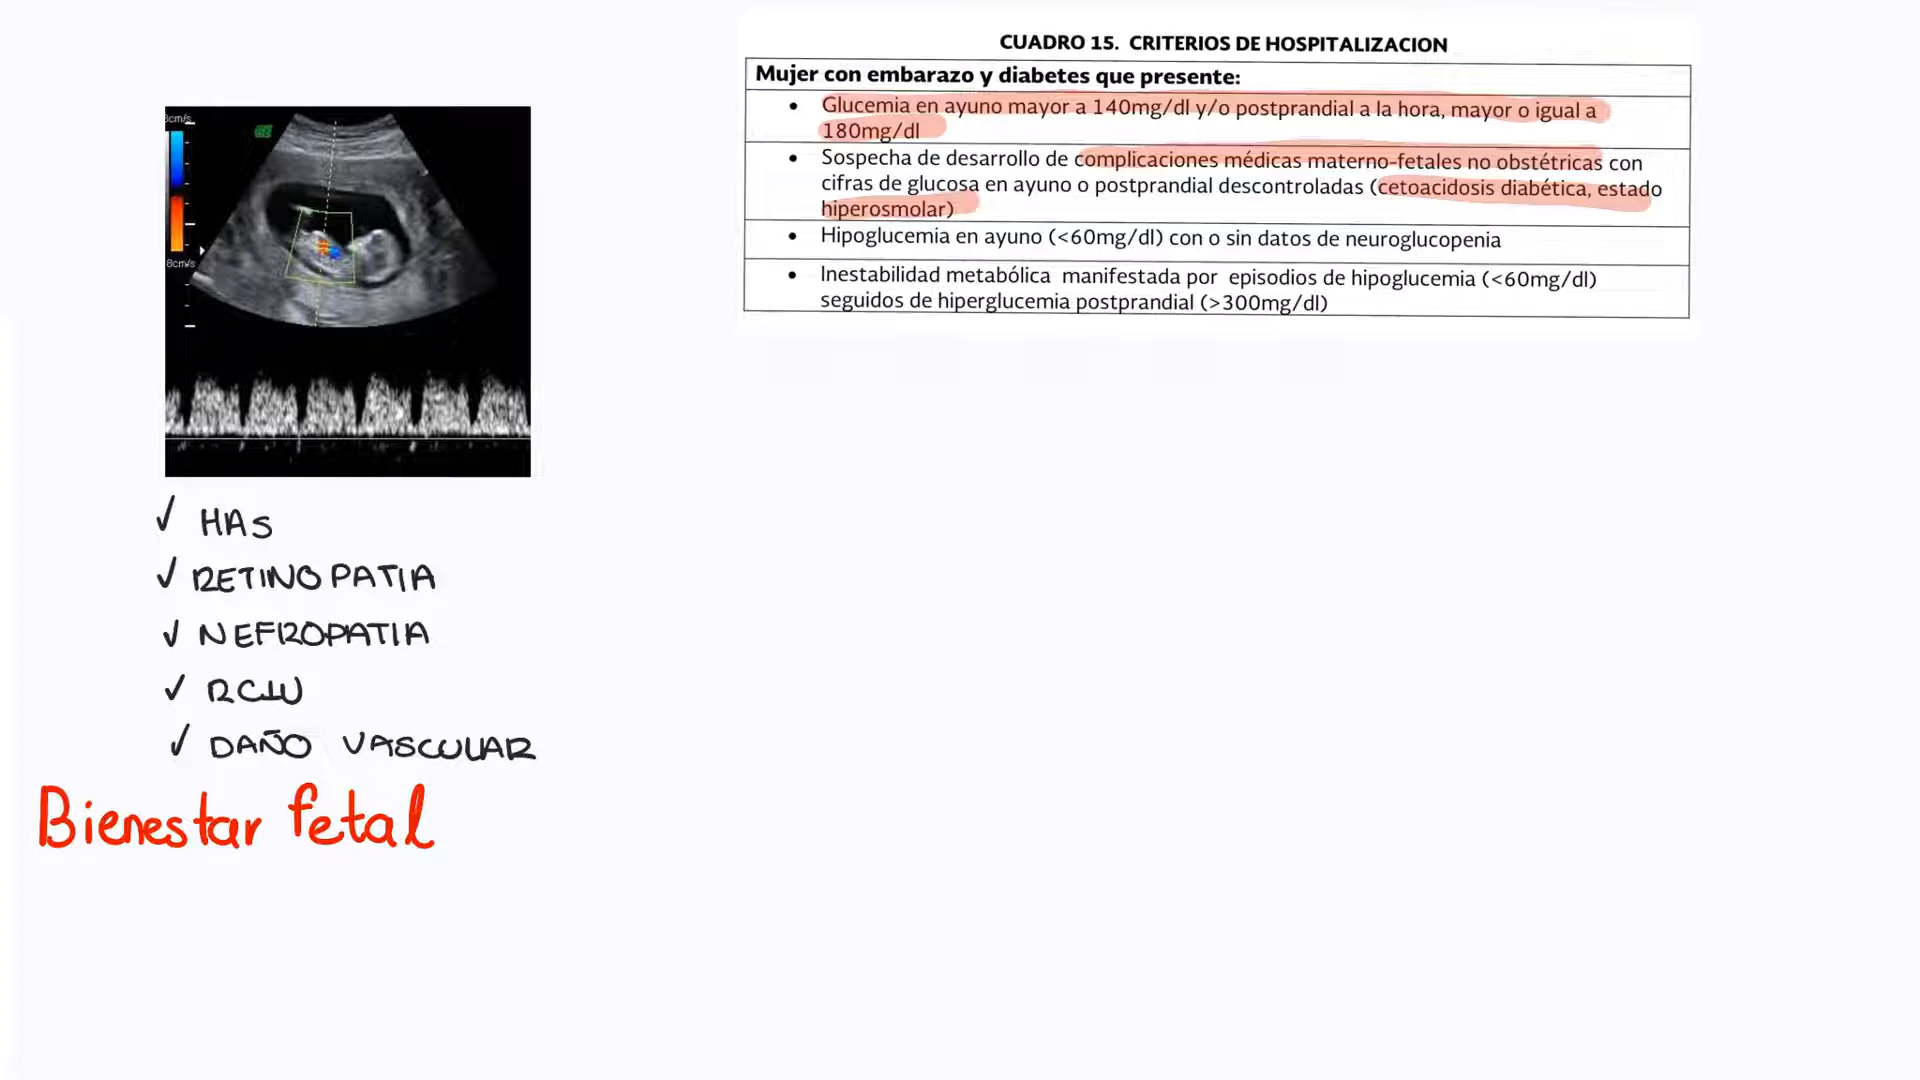 CUADRO 15. CRITERIOS DE HOSPITALIZACION
Mujer con embarazo y diabetes que presente:
• Glucemia en ayuno mayor a 140mg/dl y/o postprandial a la hora, mayor o igual a
180mg/dl
• Sospecha de desarrollo de complicaciones médicas materno-fetales no obstétricas con
cifras de glucosa en ayuno o postprandial descontroladas (cetoacidosis diabética, estado
hiperosmolar)
• Hipoglucemia en ayuno (<60mg/dl) con o sin datos de neuroglucopenia
• Inestabilidad metabólica manifestada por episodios de hipoglucemia (<60mg/dl)
seguidos de hiperglucemia postprandial (>300mg/dl)
8cm/s
✓ HAS
✓ RETINOPATIA
✓ NEFROPATIA
✓ RCIU
✓ DAÑO VASCULAR
Bienestar fetal